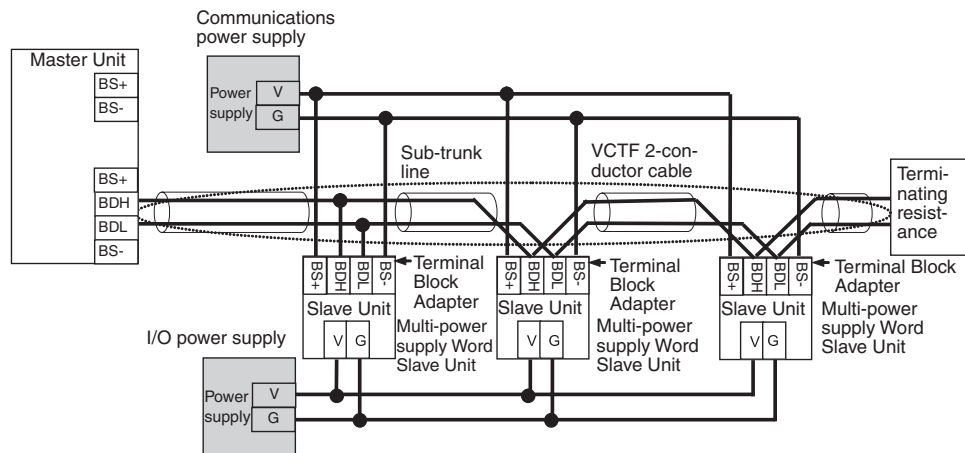 Communications
power supply
Master Unit
BS+
BS-
BS+
BDH
BDL
BS-
Power
supply
V
G
Sub-trunk
line
VCTF 2-con-
ductor cable
Termi-
nating
resist-
ance
BS+
BDH
BDL
BS-
Slave Unit
V
G
Terminal
Block
Adapter
Multi-power
supply Word
Slave Unit
BS+
BDH
BDL
BS-
Slave Unit
V
G
Terminal
Block
Adapter
Multi-power
supply Word
Slave Unit
BS+
BDH
BDL
BS-
Slave Unit
V
G
Terminal Block
Adapter
Multi-power
supply Word
Slave Unit
I/O power supply
Power
supply
V
G